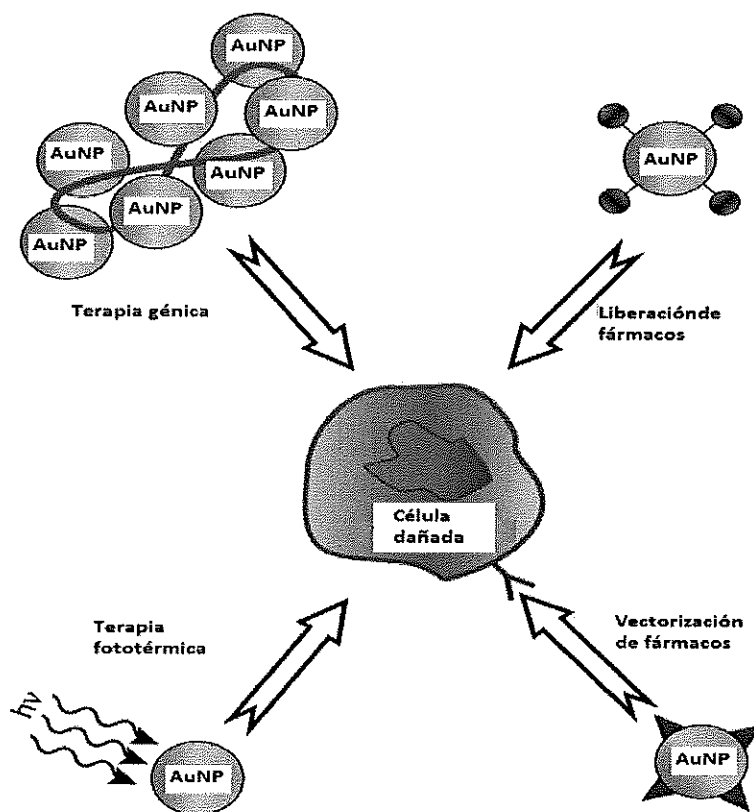 AuNP
AuNP
AuNP
AuNP
AuNP
AuNP
AuNP
AuNP
AuNP
Terapia génica
Liberaciónde
fármacos
Célula
dañada
Terapia
fototérmica
Vectorización
de fármacos
hν
AuNP
AuNP